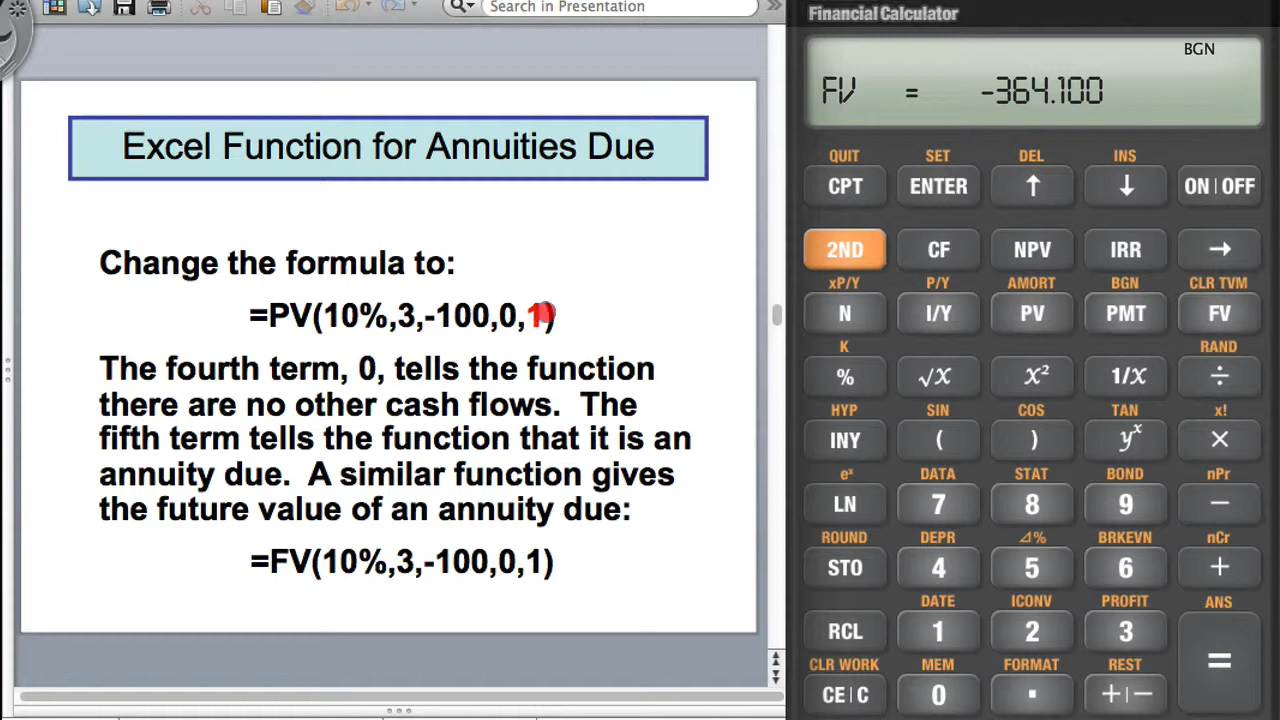 Search in Presentation
Excel Function for Annuities Due
Change the formula to:
=PV(10%,3,-100,0,1)
The fourth term, 0, tells the function
there are no other cash flows.  The
fifth term tells the function that it is an
annuity due.  A similar function gives
the future value of an annuity due:
=FV(10%,3,-100,0,1)
Financial Calculator
BGN
FV = -364.100
QUIT SET DEL INS
CPT ENTER ↑ ↓ ON|OFF
2ND CF NPV IRR →
xP/Y P/Y AMORT BGN CLR TVM
N I/Y PV PMT FV
K RAND
% √x x² 1/X ÷
HYP SIN COS TAN x!
INV ( ) yˣ ×
eˣ DATA STAT BOND nPr
LN 7 8 9 −
ROUND DEPR ⊿% BRKEVN nCr
STO 4 5 6 +
DATE ICONV PROFIT ANS
RCL 1 2 3 =
CLR WORK MEM FORMAT REST
CE|C 0 . +|−